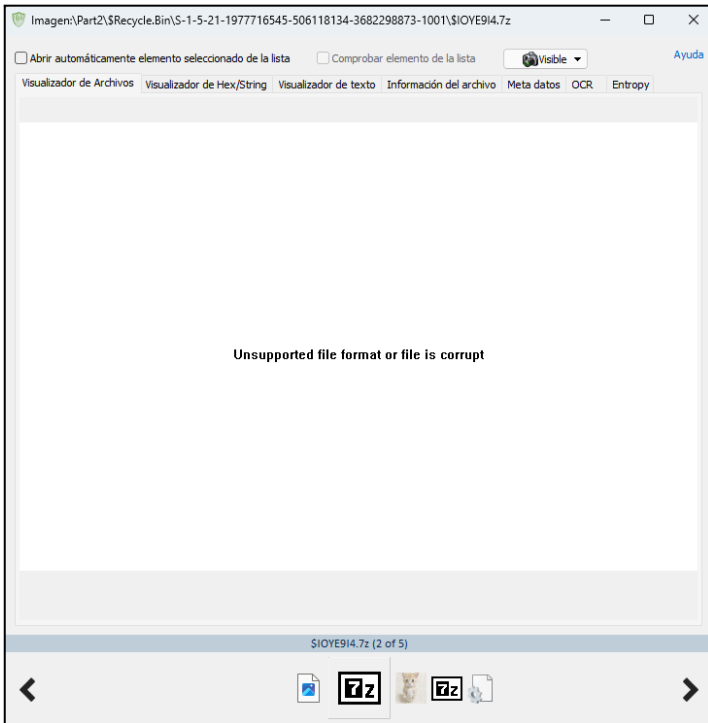 Imagen:\Part2\$Recycle.Bin\S-1-5-21-1977716545-506118134-3682298873-1001\$IOYE9I4.7z
Abrir automáticamente elemento seleccionado de la lista
Comprobar elemento de la lista
Visible
Ayuda
Visualizador de Archivos
Visualizador de Hex/String
Visualizador de texto
Información del archivo
Meta datos
OCR
Entropy
Unsupported file format or file is corrupt
$IOYE9I4.7z (2 of 5)
7z
7z